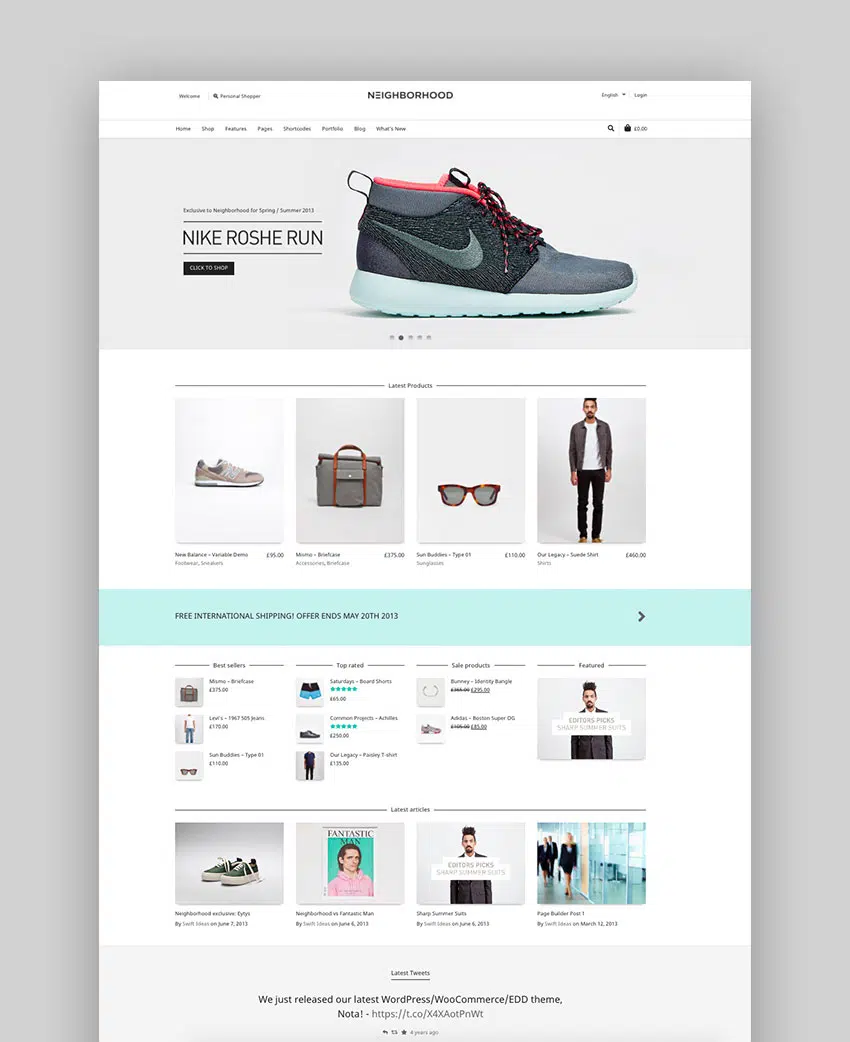 Welcome
Personal Shopper
NEIGHBORHOOD
English
Login
Home Shop Features Pages Shortcodes Portfolio Blog What's New
£0.00
Exclusive to Neighborhood for Spring / Summer 2013
NIKE ROSHE RUN
CLICK TO SHOP
Latest Products
New Balance – Variable Demo £95.00
Footwear, Sneakers
Mismo – Briefcase £375.00
Accessories, Briefcase
Sun Buddies – Type 01 £110.00
Sunglasses
Our Legacy – Suede Shirt £460.00
Shirts
FREE INTERNATIONAL SHIPPING! OFFER ENDS MAY 20TH 2013
Best sellers
Mismo – Briefcase
£375.00
Levi's – 1967 505 Jeans
£170.00
Sun Buddies – Type 01
£110.00
Top rated
Saturdays – Board Shorts
£65.00
Common Projects – Achilles
£250.00
Our Legacy – Paisley T-shirt
£135.00
Sale products
Bunney – Identity Bangle
£365.00 £295.00
Adidas – Boston Super OG
£105.00 £85.00
Featured
EDITORS PICKS
SHARP SUMMER SUITS
Latest articles
FANTASTIC
MAN
Neighborhood exclusive: Eytys
By Swift Ideas on June 7, 2013
Neighborhood vs Fantastic Man
By Swift Ideas on June 6, 2013
EDITORS PICKS
SHARP SUMMER SUITS
Sharp Summer Suits
By Swift Ideas on June 6, 2013
Page Builder Post 1
By Swift Ideas on March 12, 2013
Latest Tweets
We just released our latest WordPress/WooCommerce/EDD theme,
Nota! - https://t.co/X4XAotPnWt
4 years ago